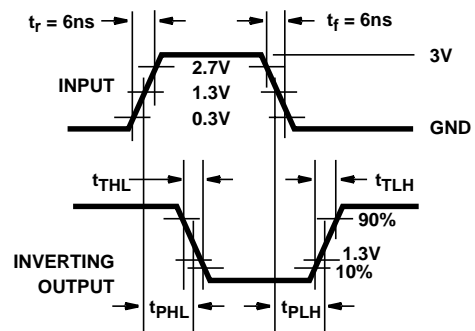 tr = 6ns
tf = 6ns
3V
2.7V
INPUT
1.3V
0.3V
GND
tTHL
tTLH
90%
INVERTING
OUTPUT
1.3V
10%
tPHL
tPLH